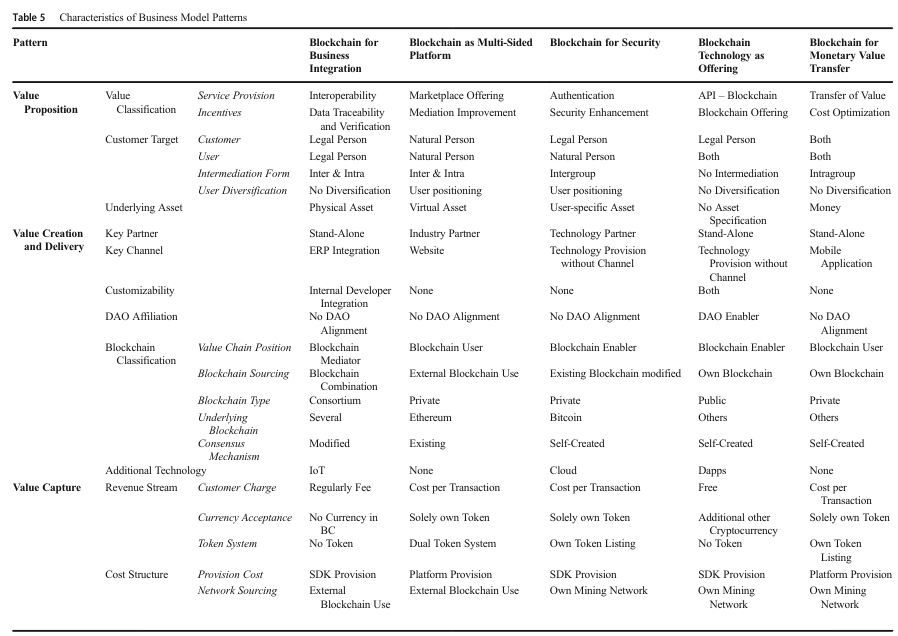 Table 5 Characteristics of Business Model Patterns
Pattern Blockchain for Business Integration Blockchain as Multi-Sided Platform Blockchain for Security Blockchain Technology as Offering Blockchain for Monetary Value Transfer
Value Proposition Value Classification Service Provision Interoperability Marketplace Offering Authentication API – Blockchain Transfer of Value
Incentives Data Traceability and Verification Mediation Improvement Security Enhancement Blockchain Offering Cost Optimization
Customer Target Customer Legal Person Natural Person Legal Person Legal Person Both
User Legal Person Natural Person Natural Person Both Both
Intermediation Form Inter & Intra Inter & Intra Intergroup No Intermediation Intragroup
User Diversification No Diversification User positioning User positioning No Diversification No Diversification
Underlying Asset Physical Asset Virtual Asset User-specific Asset No Asset Specification Money
Value Creation and Delivery Key Partner Stand-Alone Industry Partner Technology Partner Stand-Alone Stand-Alone
Key Channel ERP Integration Website Technology Provision without Channel Technology Provision without Channel Mobile Application
Customizability Internal Developer Integration None None Both None
DAO Affiliation No DAO Alignment No DAO Alignment No DAO Alignment DAO Enabler No DAO Alignment
Blockchain Classification Value Chain Position Blockchain Mediator Blockchain User Blockchain Enabler Blockchain Enabler Blockchain User
Blockchain Sourcing Blockchain Combination External Blockchain Use Existing Blockchain modified Own Blockchain Own Blockchain
Blockchain Type Consortium Private Private Public Private
Underlying Blockchain Several Ethereum Bitcoin Others Others
Consensus Mechanism Modified Existing Self-Created Self-Created Self-Created
Additional Technology IoT None Cloud Dapps None
Value Capture Revenue Stream Customer Charge Regularly Fee Cost per Transaction Cost per Transaction Free Cost per Transaction
Currency Acceptance No Currency in BC Solely own Token Solely own Token Additional other Cryptocurrency Solely own Token
Token System No Token Dual Token System Own Token Listing No Token Own Token Listing
Cost Structure Provision Cost SDK Provision Platform Provision SDK Provision SDK Provision Platform Provision
Network Sourcing External Blockchain Use External Blockchain Use Own Mining Network Own Mining Network Own Mining Network